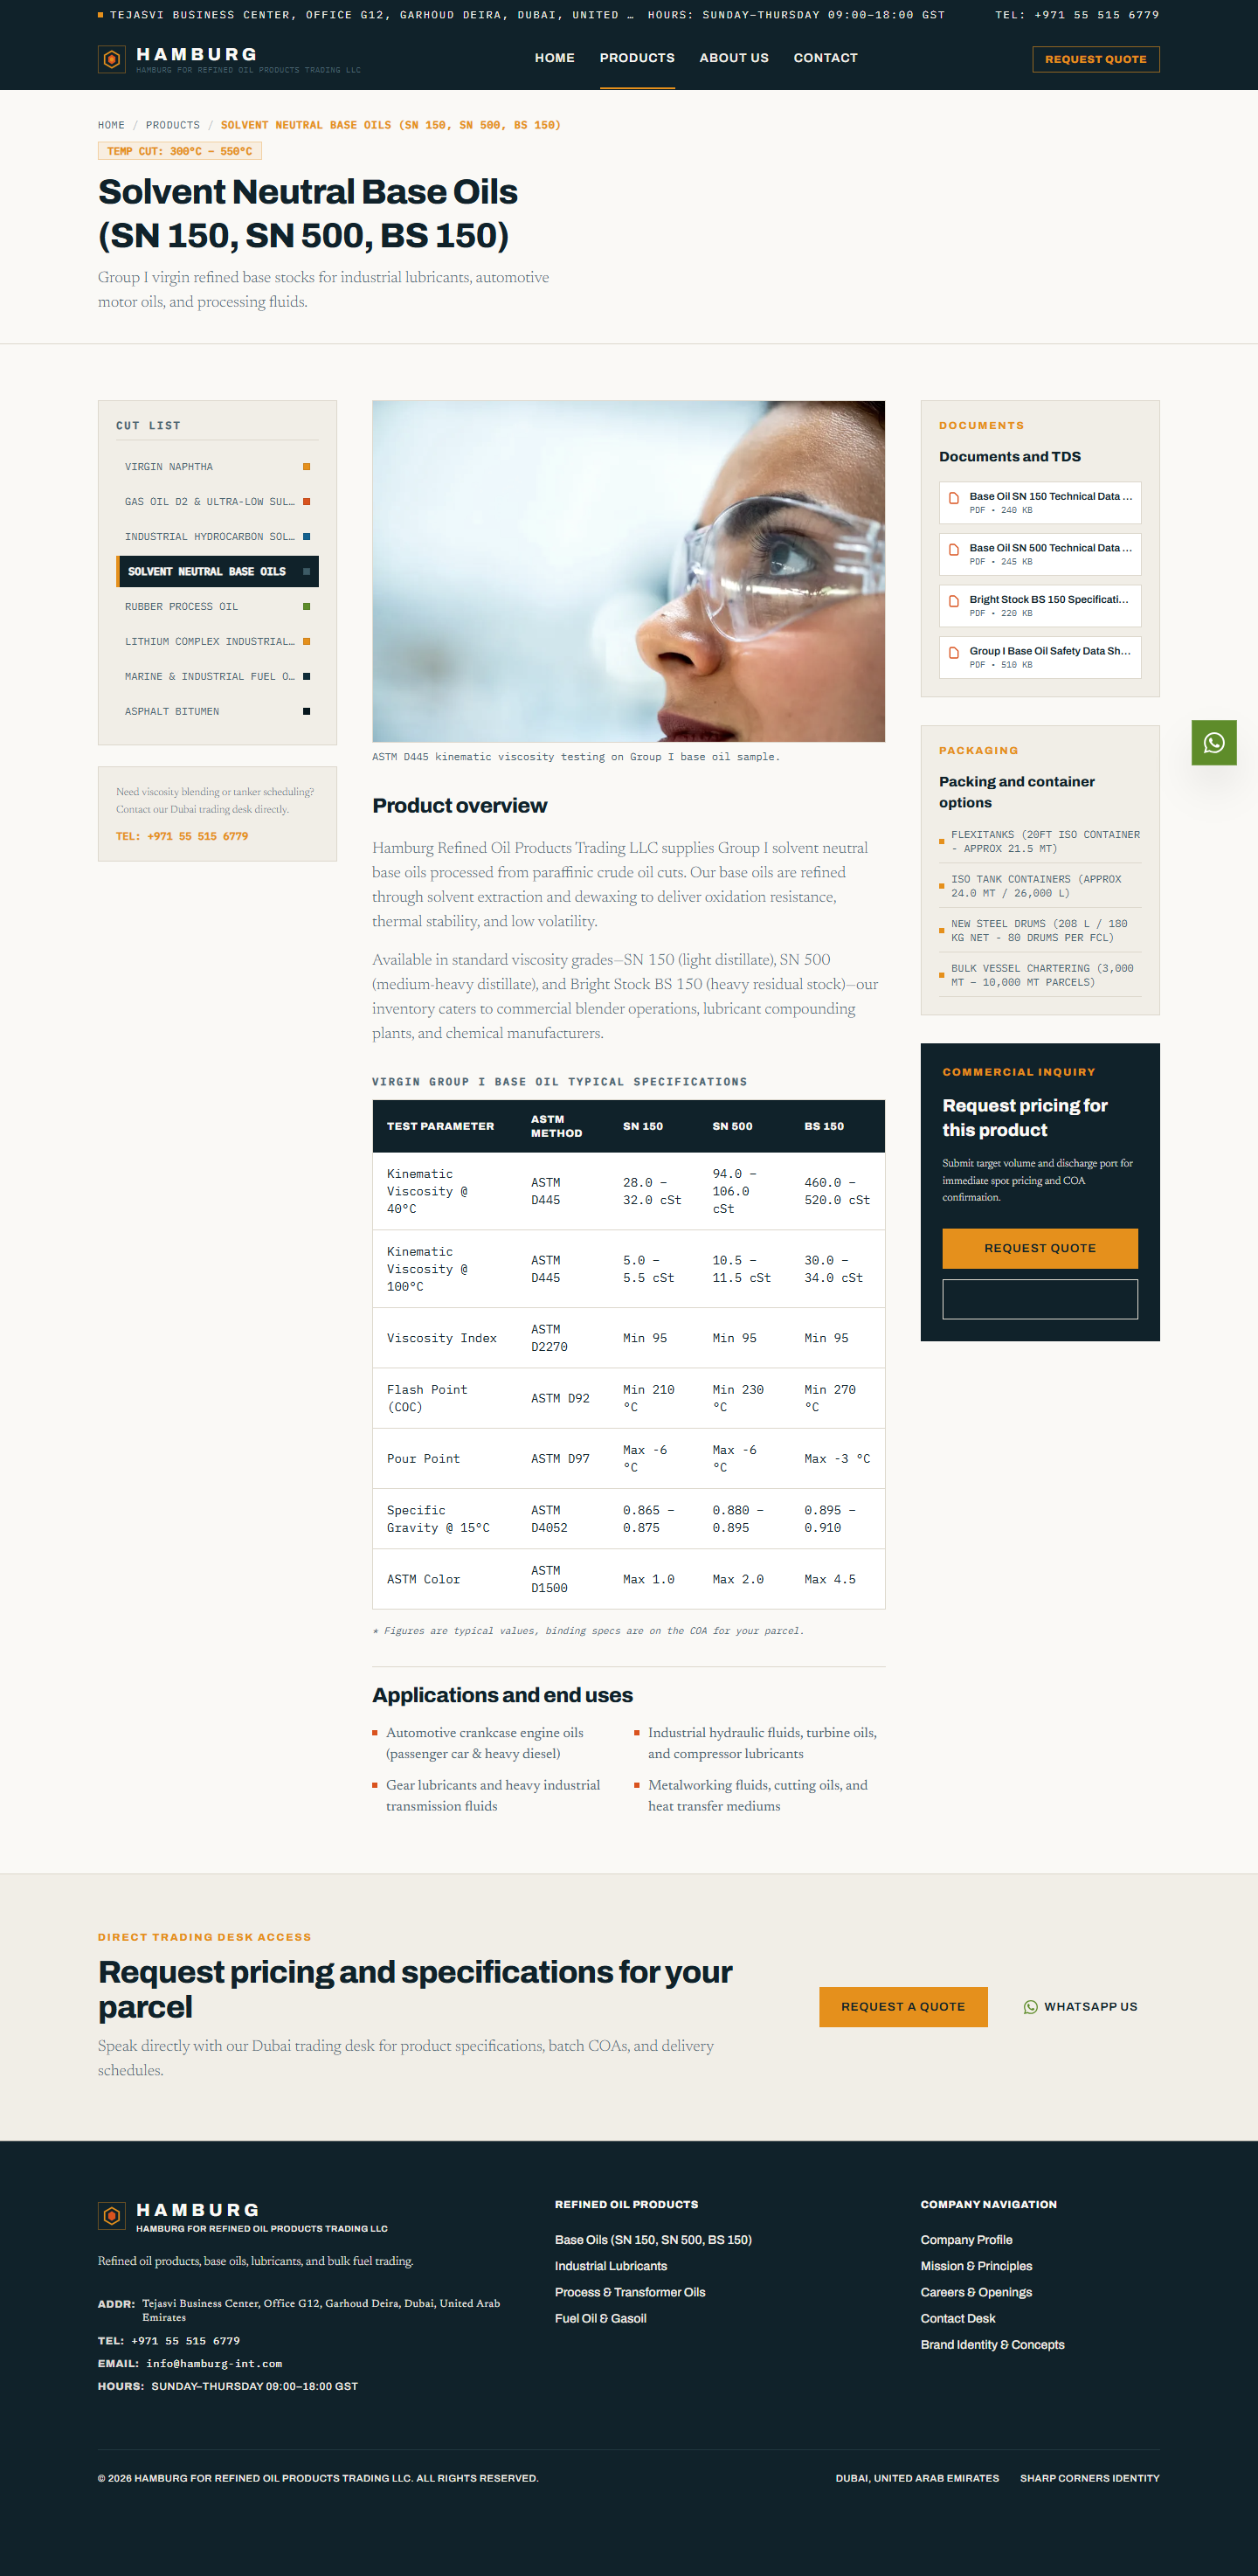 TEJASVI BUSINESS CENTER, OFFICE G12, GARHOUD DEIRA, DUBAI, UNITED …
HOURS: SUNDAY–THURSDAY 09:00–18:00 GST
TEL: +971 55 515 6779
HAMBURG
HAMBURG FOR REFINED OIL PRODUCTS TRADING LLC
HOME
PRODUCTS
ABOUT US
CONTACT
REQUEST QUOTE
HOME / PRODUCTS / SOLVENT NEUTRAL BASE OILS (SN 150, SN 500, BS 150)
TEMP CUT: 300°C – 550°C
Solvent Neutral Base Oils
(SN 150, SN 500, BS 150)
Group I virgin refined base stocks for industrial lubricants, automotive
motor oils, and processing fluids.
CUT LIST
VIRGIN NAPHTHA
GAS OIL D2 & ULTRA-LOW SUL…
INDUSTRIAL HYDROCARBON SOL…
SOLVENT NEUTRAL BASE OILS
RUBBER PROCESS OIL
LITHIUM COMPLEX INDUSTRIAL…
MARINE & INDUSTRIAL FUEL O…
ASPHALT BITUMEN
Need viscosity blending or tanker scheduling?
Contact our Dubai trading desk directly.
TEL: +971 55 515 6779
ASTM D445 kinematic viscosity testing on Group I base oil sample.
Product overview
Hamburg Refined Oil Products Trading LLC supplies Group I solvent neutral
base oils processed from paraffinic crude oil cuts. Our base oils are refined
through solvent extraction and dewaxing to deliver oxidation resistance,
thermal stability, and low volatility.
Available in standard viscosity grades—SN 150 (light distillate), SN 500
(medium-heavy distillate), and Bright Stock BS 150 (heavy residual stock)—our
inventory caters to commercial blender operations, lubricant compounding
plants, and chemical manufacturers.
VIRGIN GROUP I BASE OIL TYPICAL SPECIFICATIONS
TEST PARAMETER
ASTM
METHOD
SN 150
SN 500
BS 150
Kinematic
Viscosity @
40°C
ASTM
D445
28.0 –
32.0 cSt
94.0 –
106.0
cSt
460.0 –
520.0 cSt
Kinematic
Viscosity @
100°C
ASTM
D445
5.0 –
5.5 cSt
10.5 –
11.5 cSt
30.0 –
34.0 cSt
Viscosity Index
ASTM
D2270
Min 95
Min 95
Min 95
Flash Point
(COC)
ASTM D92
Min 210
°C
Min 230
°C
Min 270
°C
Pour Point
ASTM D97
Max -6
°C
Max -6
°C
Max -3 °C
Specific
Gravity @ 15°C
ASTM
D4052
0.865 –
0.875
0.880 –
0.895
0.895 –
0.910
ASTM Color
ASTM
D1500
Max 1.0
Max 2.0
Max 4.5
* Figures are typical values, binding specs are on the COA for your parcel.
Applications and end uses
Automotive crankcase engine oils
(passenger car & heavy diesel)
Industrial hydraulic fluids, turbine oils,
and compressor lubricants
Gear lubricants and heavy industrial
transmission fluids
Metalworking fluids, cutting oils, and
heat transfer mediums
DOCUMENTS
Documents and TDS
Base Oil SN 150 Technical Data …
PDF • 240 KB
Base Oil SN 500 Technical Data …
PDF • 245 KB
Bright Stock BS 150 Specificati…
PDF • 220 KB
Group I Base Oil Safety Data Sh…
PDF • 510 KB
PACKAGING
Packing and container
options
FLEXITANKS (20FT ISO CONTAINER
- APPROX 21.5 MT)
ISO TANK CONTAINERS (APPROX
24.0 MT / 26,000 L)
NEW STEEL DRUMS (208 L / 180
KG NET - 80 DRUMS PER FCL)
BULK VESSEL CHARTERING (3,000
MT – 10,000 MT PARCELS)
COMMERCIAL INQUIRY
Request pricing for
this product
Submit target volume and discharge port for
immediate spot pricing and COA
confirmation.
REQUEST QUOTE
DIRECT TRADING DESK ACCESS
Request pricing and specifications for your
parcel
Speak directly with our Dubai trading desk for product specifications, batch COAs, and delivery
schedules.
REQUEST A QUOTE
WHATSAPP US
HAMBURG
HAMBURG FOR REFINED OIL PRODUCTS TRADING LLC
Refined oil products, base oils, lubricants, and bulk fuel trading.
ADDR: Tejasvi Business Center, Office G12, Garhoud Deira, Dubai, United Arab
Emirates
TEL: +971 55 515 6779
EMAIL: info@hamburg-int.com
HOURS: SUNDAY–THURSDAY 09:00–18:00 GST
REFINED OIL PRODUCTS
Base Oils (SN 150, SN 500, BS 150)
Industrial Lubricants
Process & Transformer Oils
Fuel Oil & Gasoil
COMPANY NAVIGATION
Company Profile
Mission & Principles
Careers & Openings
Contact Desk
Brand Identity & Concepts
© 2026 HAMBURG FOR REFINED OIL PRODUCTS TRADING LLC. ALL RIGHTS RESERVED.
DUBAI, UNITED ARAB EMIRATES
SHARP CORNERS IDENTITY